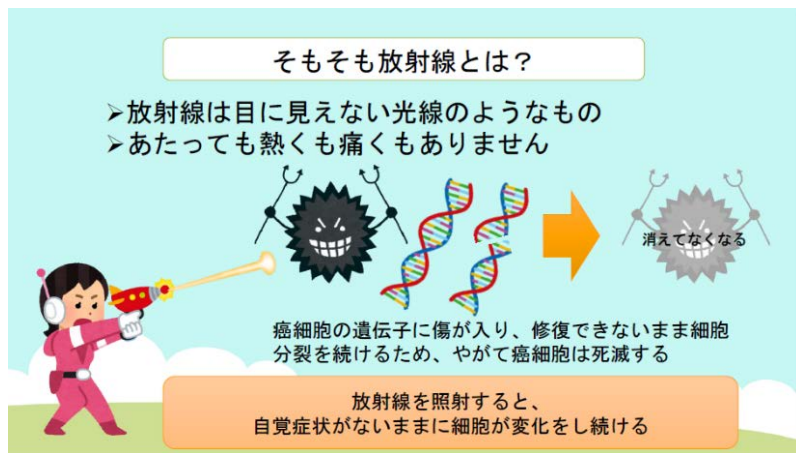 そもそも放射線とは？
➢放射線は目に見えない光線のようなもの
➢あたっても熱くも痛くもありません
消えてなくなる
癌細胞の遺伝子に傷が入り、修復できないまま細胞
分裂を続けるため、やがて癌細胞は死滅する
放射線を照射すると、
自覚症状がないままに細胞が変化をし続ける